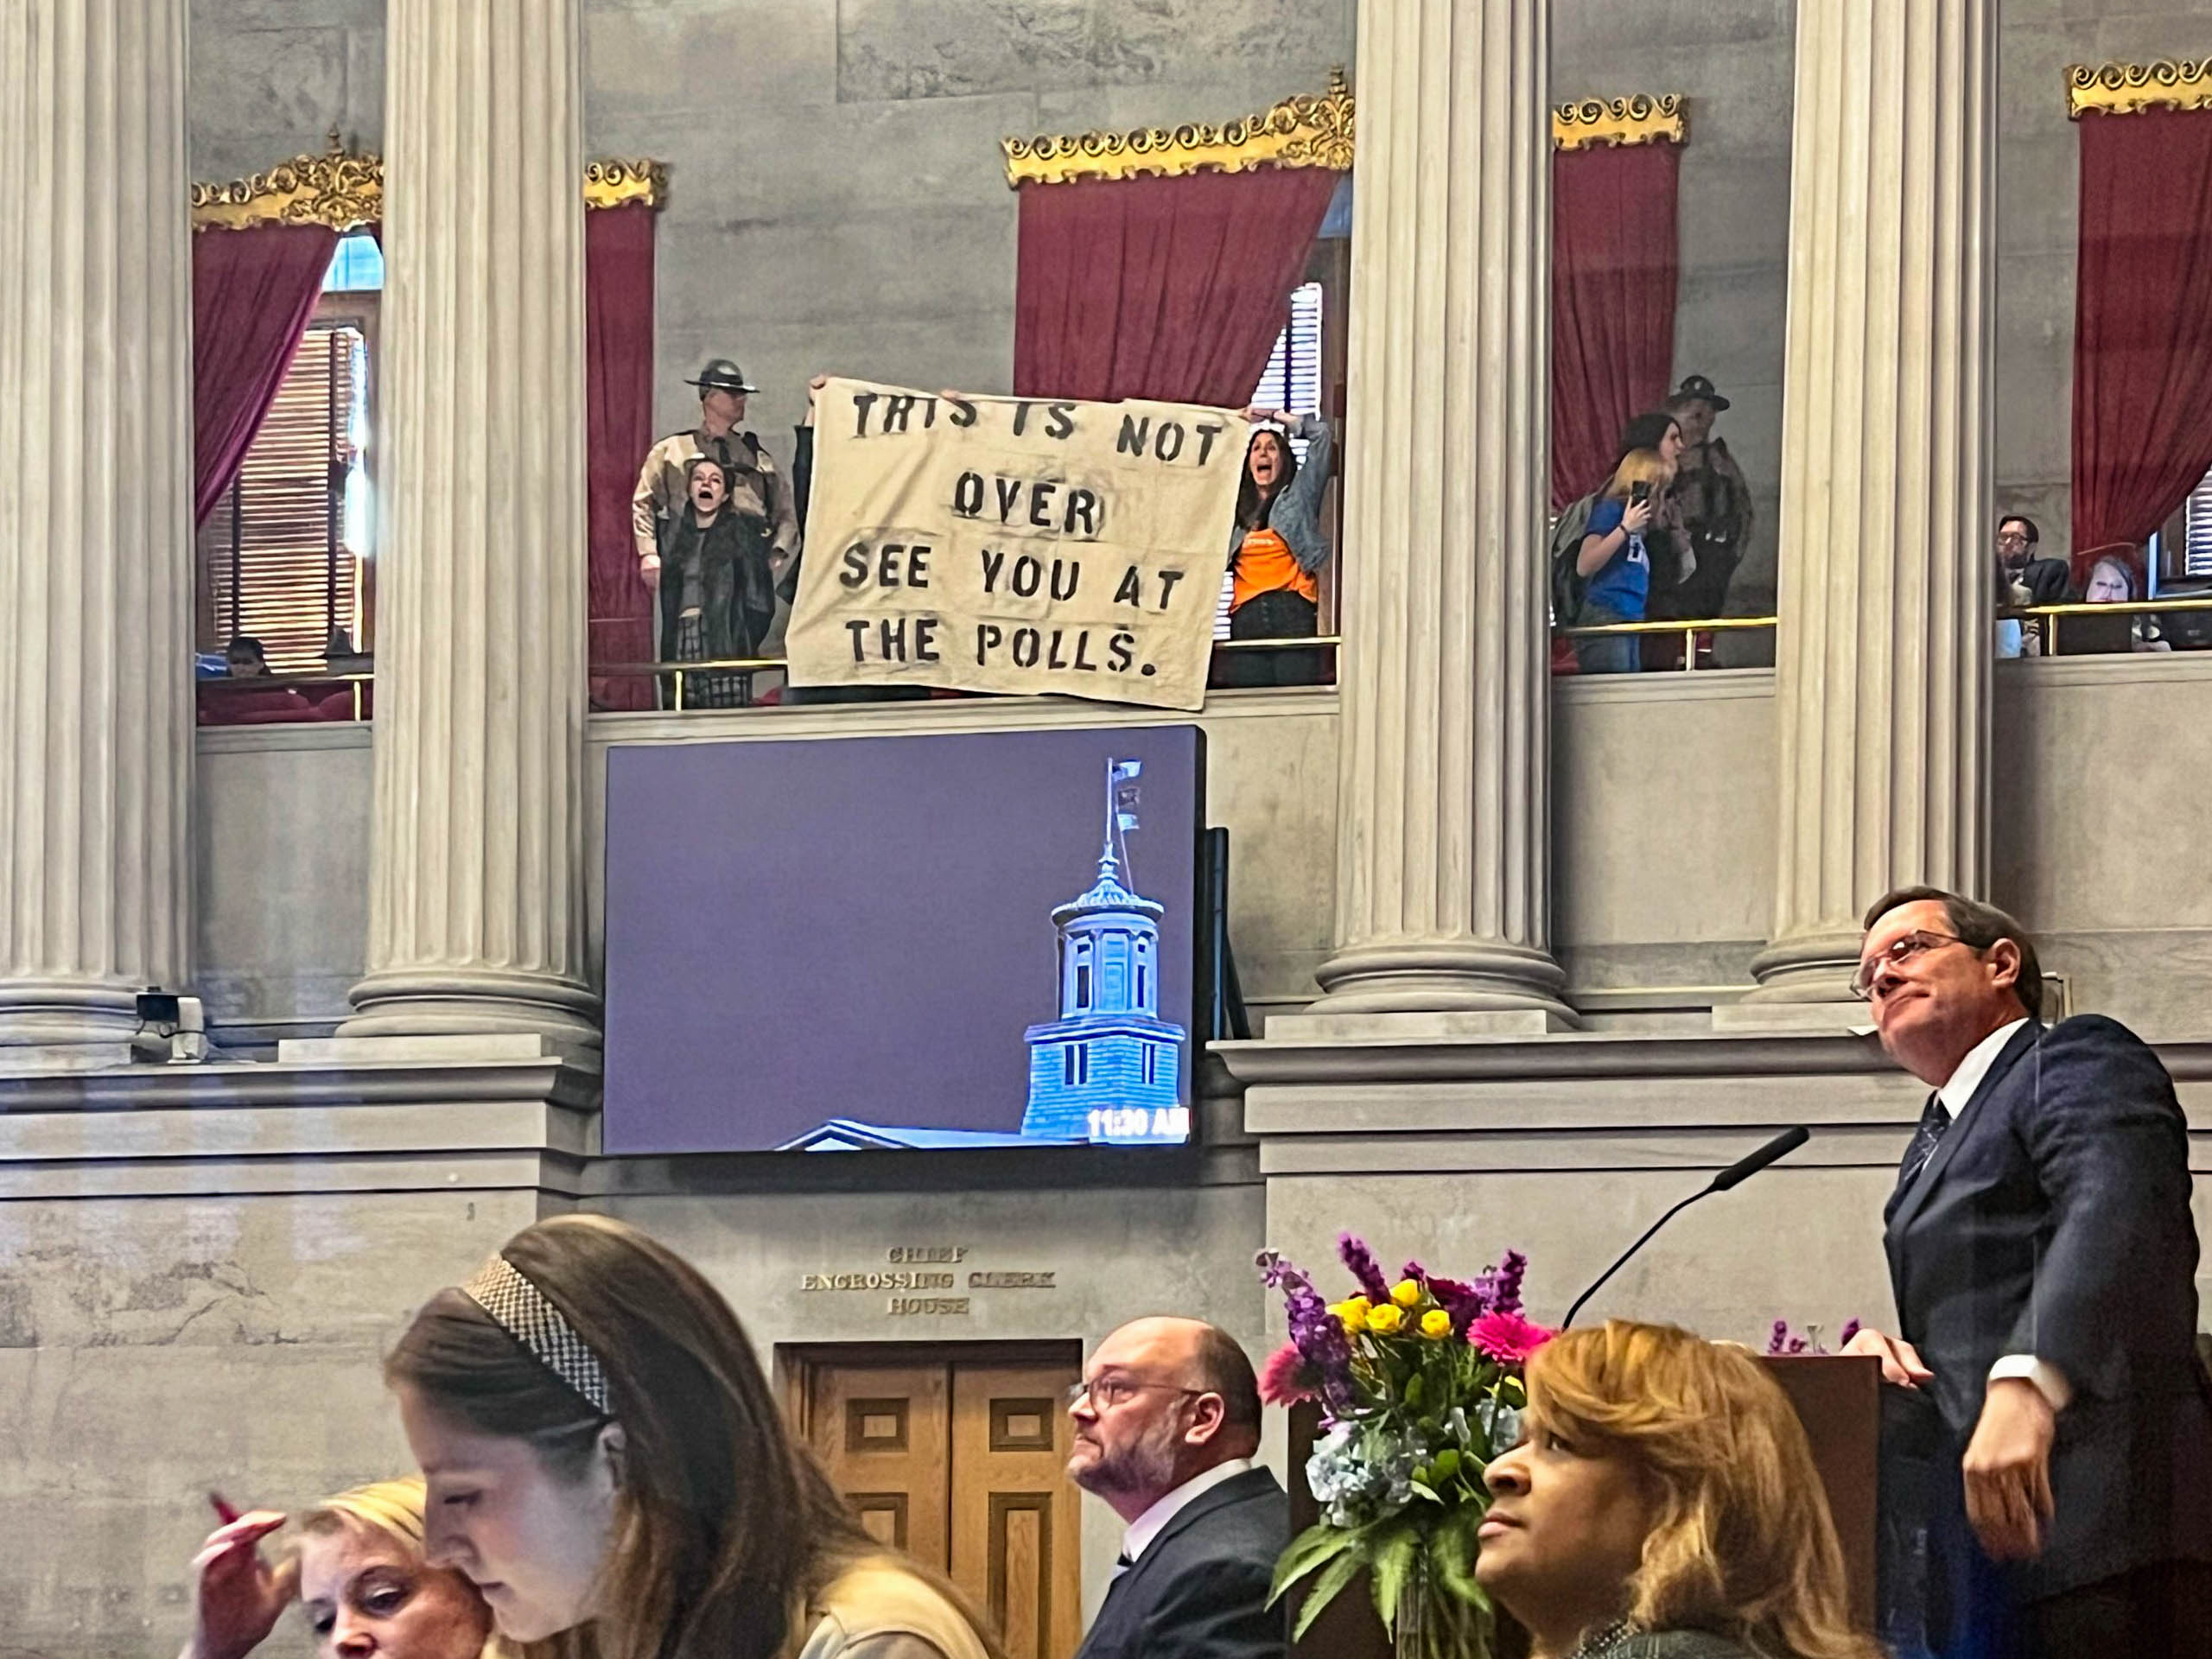 THIS IS NOT
OVER
SEE YOU AT
THE POLLS.
11:30 AM
CHIEF
ENGROSSING CLERK
HOUSE